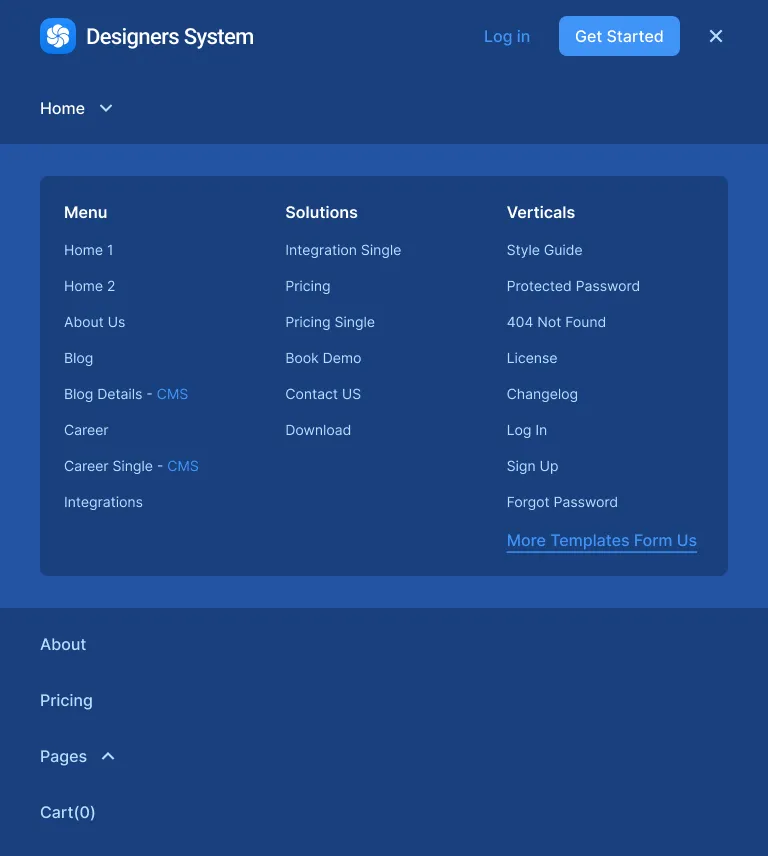 Designers System
Log in
Get Started
Home
Menu
Home 1
Home 2
About Us
Blog
Blog Details - CMS
Career
Career Single - CMS
Integrations
Solutions
Integration Single
Pricing
Pricing Single
Book Demo
Contact US
Download
Verticals
Style Guide
Protected Password
404 Not Found
License
Changelog
Log In
Sign Up
Forgot Password
More Templates Form Us
About
Pricing
Pages
Cart(0)